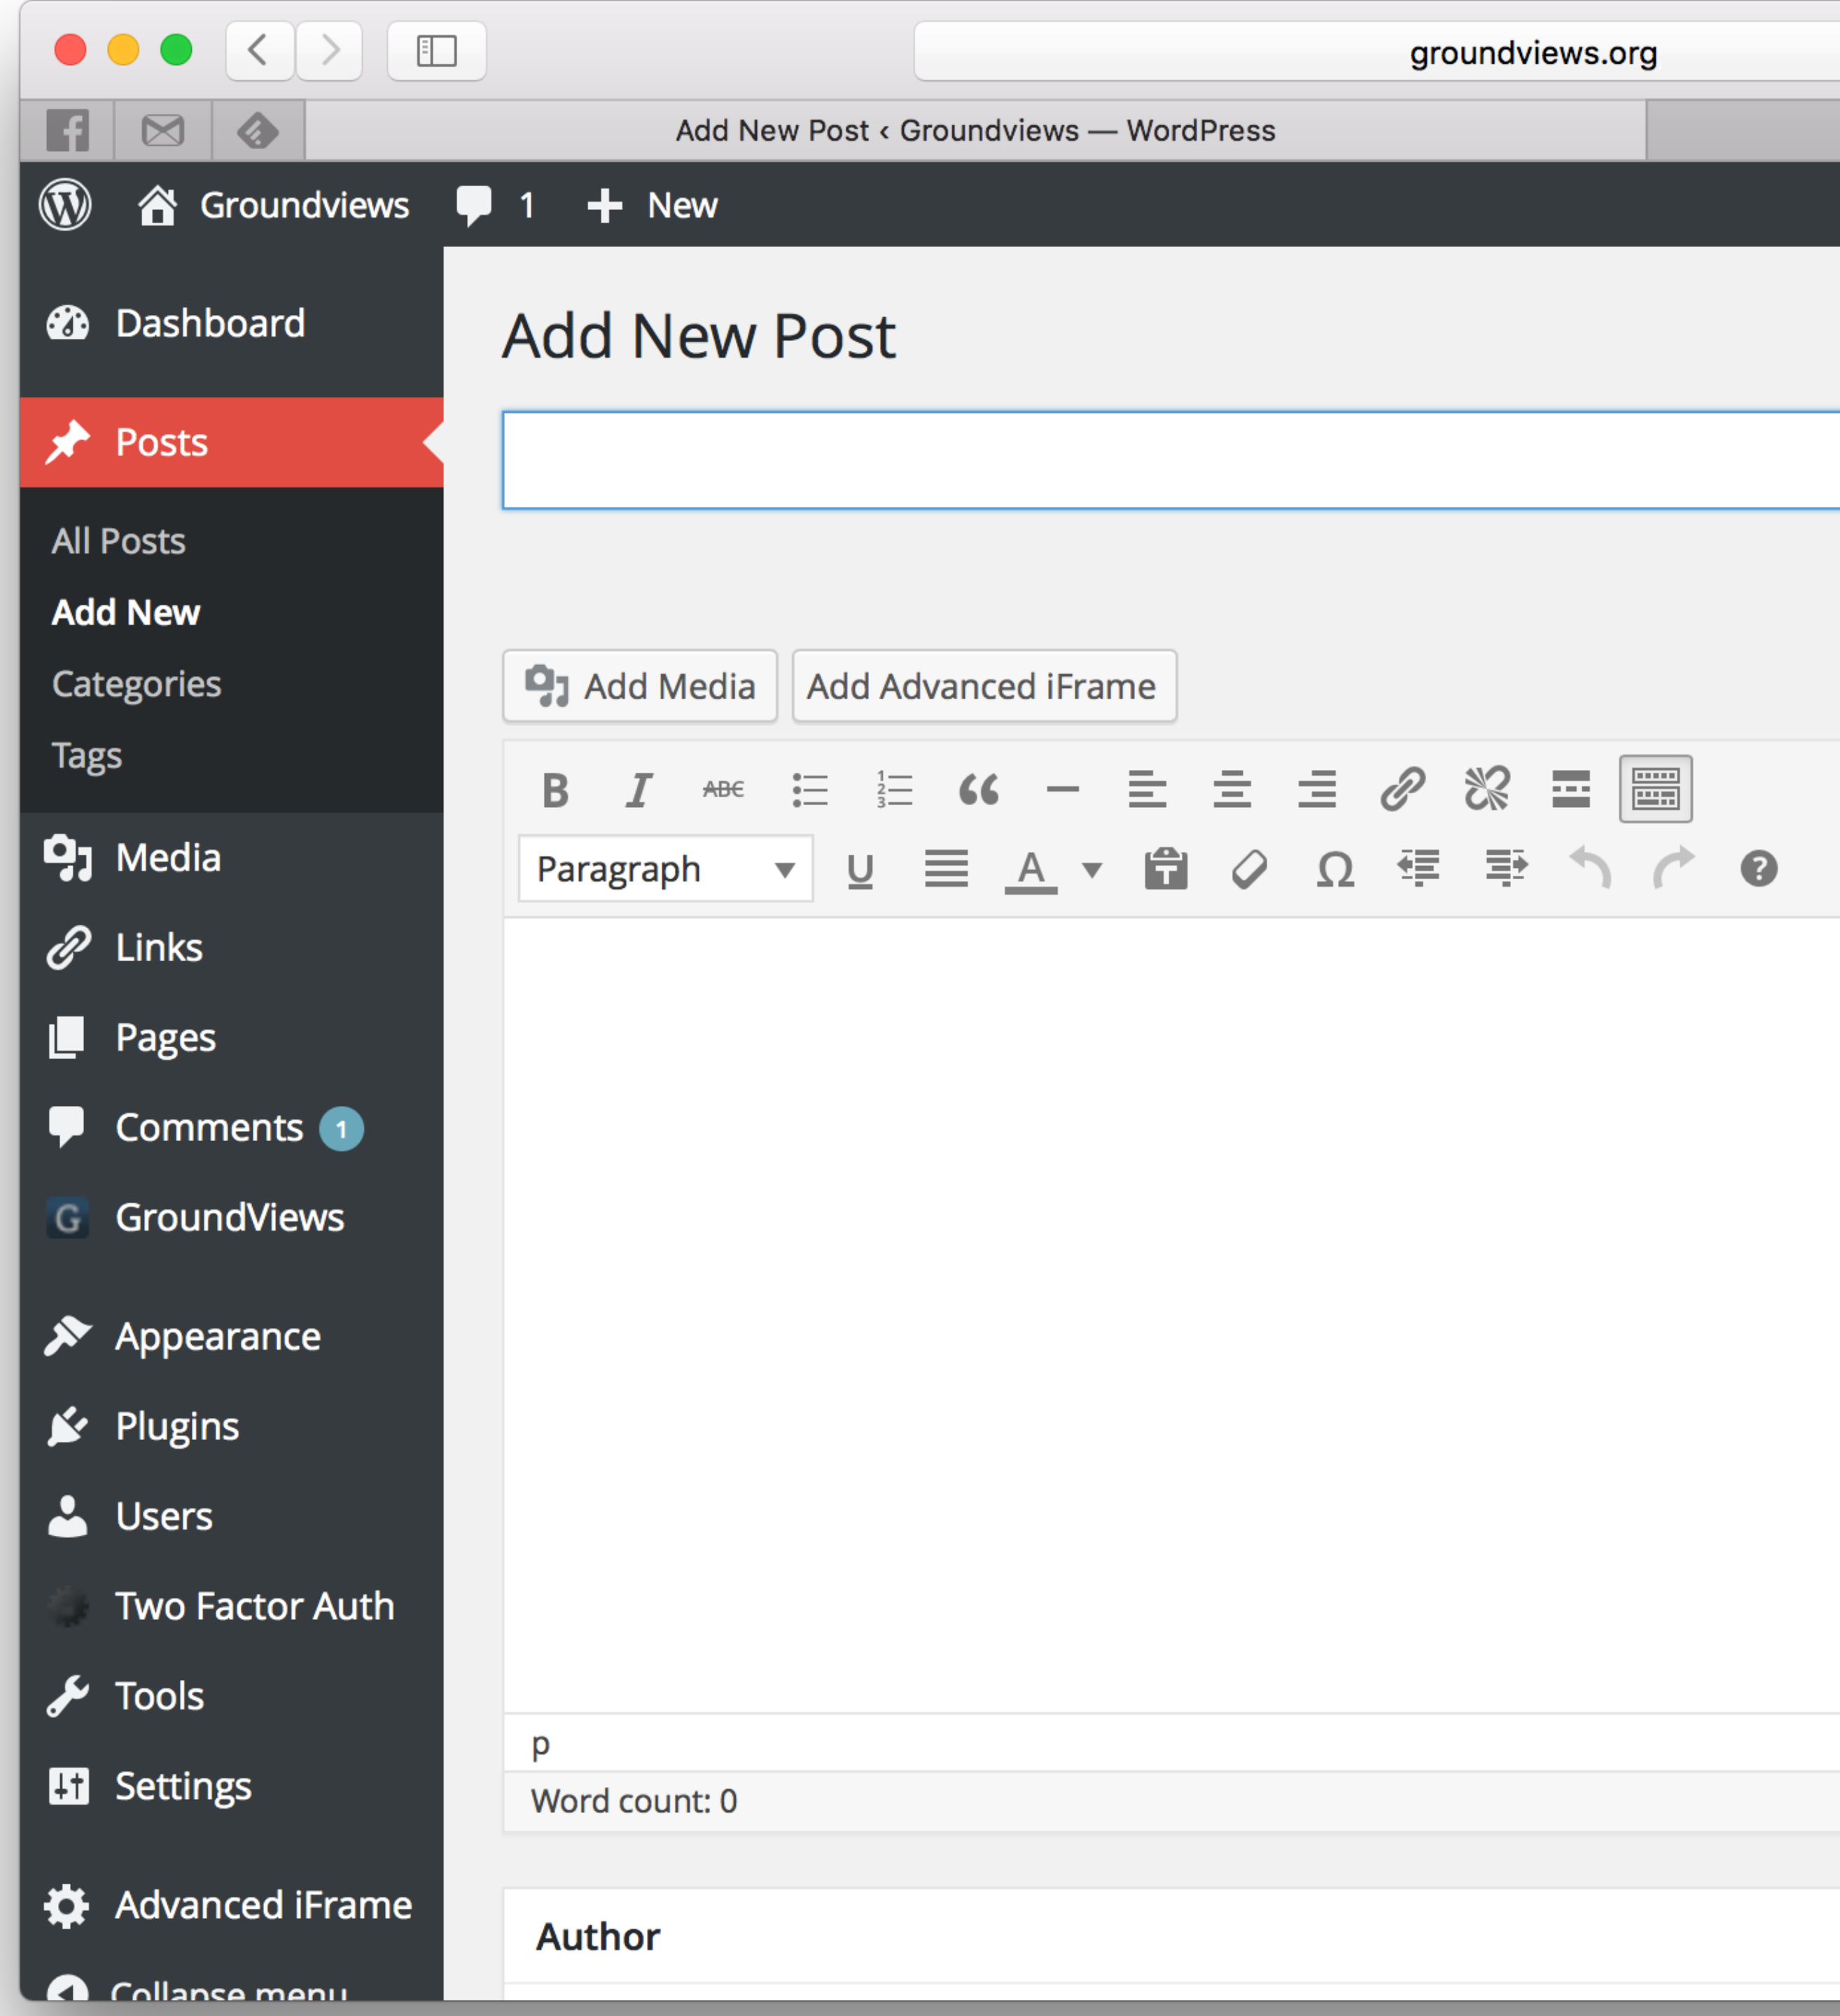 groundviews.org
Add New Post ‹ Groundviews — WordPress
Groundviews 1 New
Dashboard
Posts
All Posts
Add New
Categories
Tags
Media
Links
Pages
Comments 1
GroundViews
Appearance
Plugins
Users
Two Factor Auth
Tools
Settings
Advanced iFrame
Collapse menu
Add New Post
Add Media
Add Advanced iFrame
B I ABC
Paragraph U A Ω ?
p
Word count: 0
Author